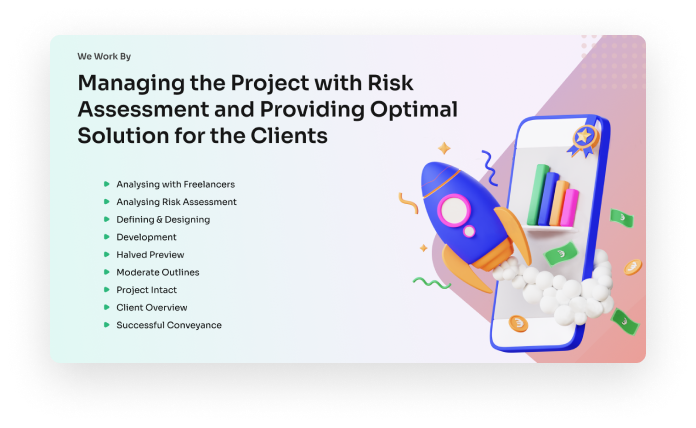 We Work By
Managing the Project with Risk
Assessment and Providing Optimal
Solution for the Clients
Analysing with Freelancers
Analysing Risk Assessment
Defining & Designing
Development
Halved Preview
Moderate Outlines
Project Intact
Client Overview
Successful Conveyance